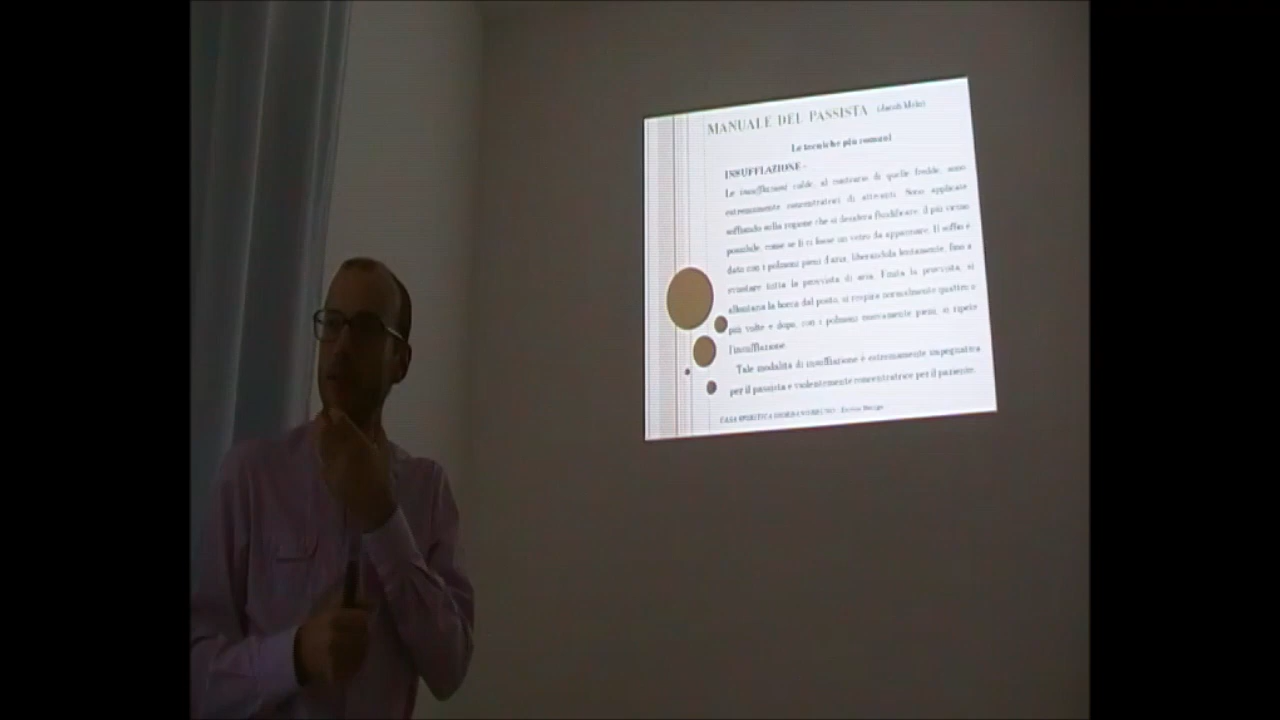 MANUALE DEL PASSISTA (Jacob Melo)
Le tecniche più comuni
INSUFFLAZIONE -
Le insufflazioni calde, al contrario di quelle fredde, sono
estremamente concentratrici di attivanti. Sono applicate
soffiando sulla regione che si desidera fluidificare, il più vicino
possibile, come se lì ci fosse un vetro da appannare. Il soffio è
dato con i polmoni pieni d'aria, liberandola lentamente, fino a
svuotare tutta la provvista di aria. Finita la provvista, si
allontana la bocca dal posto, si respira normalmente quattro o
più volte e dopo, con i polmoni nuovamente pieni, si ripete
l'insufflazione.
Tale modalità di insufflazione è estremamente impegnativa
per il passista e violentemente concentratrice per il paziente.
CASA SPIRITICA